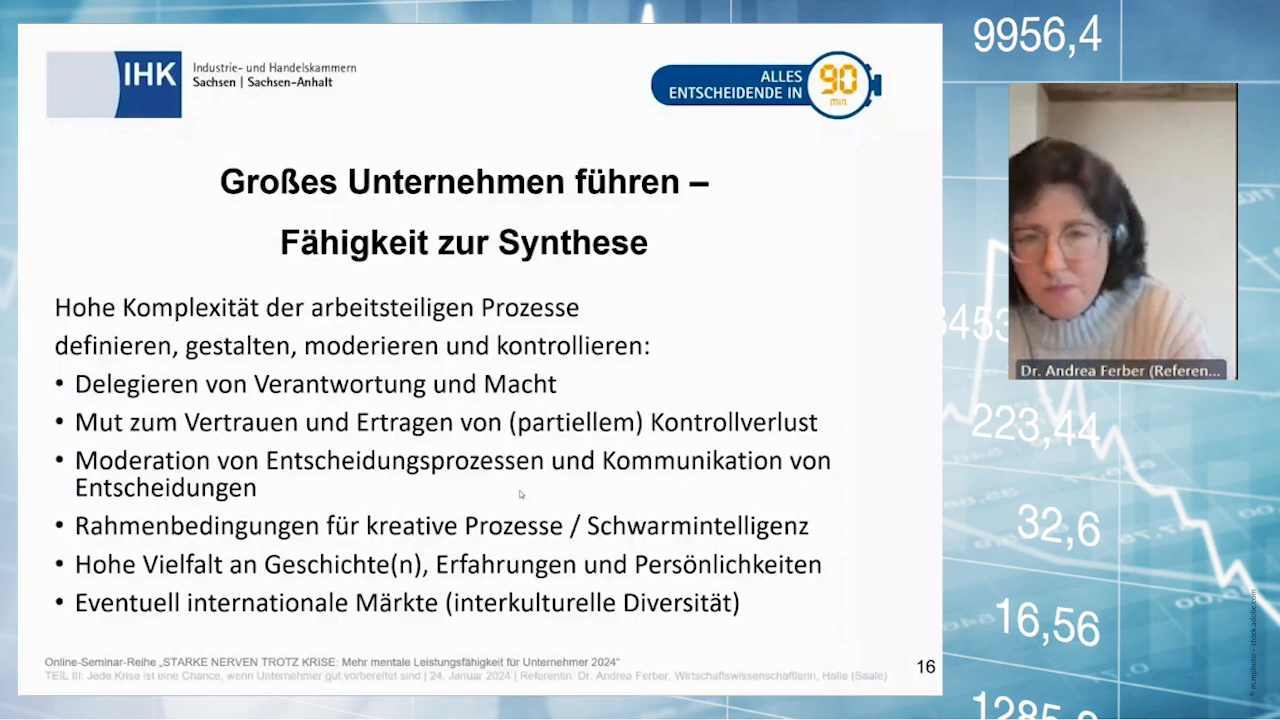 IHK
Industrie- und Handelskammern
Sachsen | Sachsen-Anhalt
ALLES
ENTSCHEIDENDE IN
90
min
Großes Unternehmen führen –
Fähigkeit zur Synthese
Hohe Komplexität der arbeitsteiligen Prozesse
definieren, gestalten, moderieren und kontrollieren:
• Delegieren von Verantwortung und Macht
• Mut zum Vertrauen und Ertragen von (partiellem) Kontrollverlust
• Moderation von Entscheidungsprozessen und Kommunikation von
Entscheidungen
• Rahmenbedingungen für kreative Prozesse / Schwarmintelligenz
• Hohe Vielfalt an Geschichte(n), Erfahrungen und Persönlichkeiten
• Eventuell internationale Märkte (interkulturelle Diversität)
Online-Seminar-Reihe „STARKE NERVEN TROTZ KRISE: Mehr mentale Leistungsfähigkeit für Unternehmer 2024“
TEIL III: Jede Krise ist eine Chance, wenn Unternehmer gut vorbereitet sind | 24. Januar 2024 | Referentin: Dr. Andrea Ferber, Wirtschaftswissenschaftlerin, Halle (Saale)
16
9956,4
Dr. Andrea Ferber (Referen...
223,44
32,6
16,56